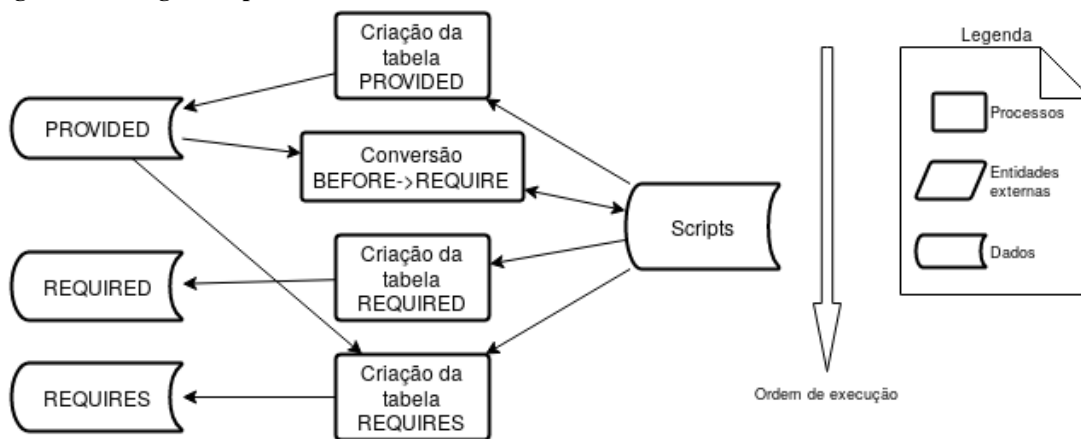 Criação da
tabela
PROVIDED
PROVIDED
Conversão
BEFORE->REQUIRE
Scripts
REQUIRED
Criação da
tabela
REQUIRED
REQUIRES
Criação da
tabela
REQUIRES
Ordem de execução
Legenda
Processos
Entidades
externas
Dados